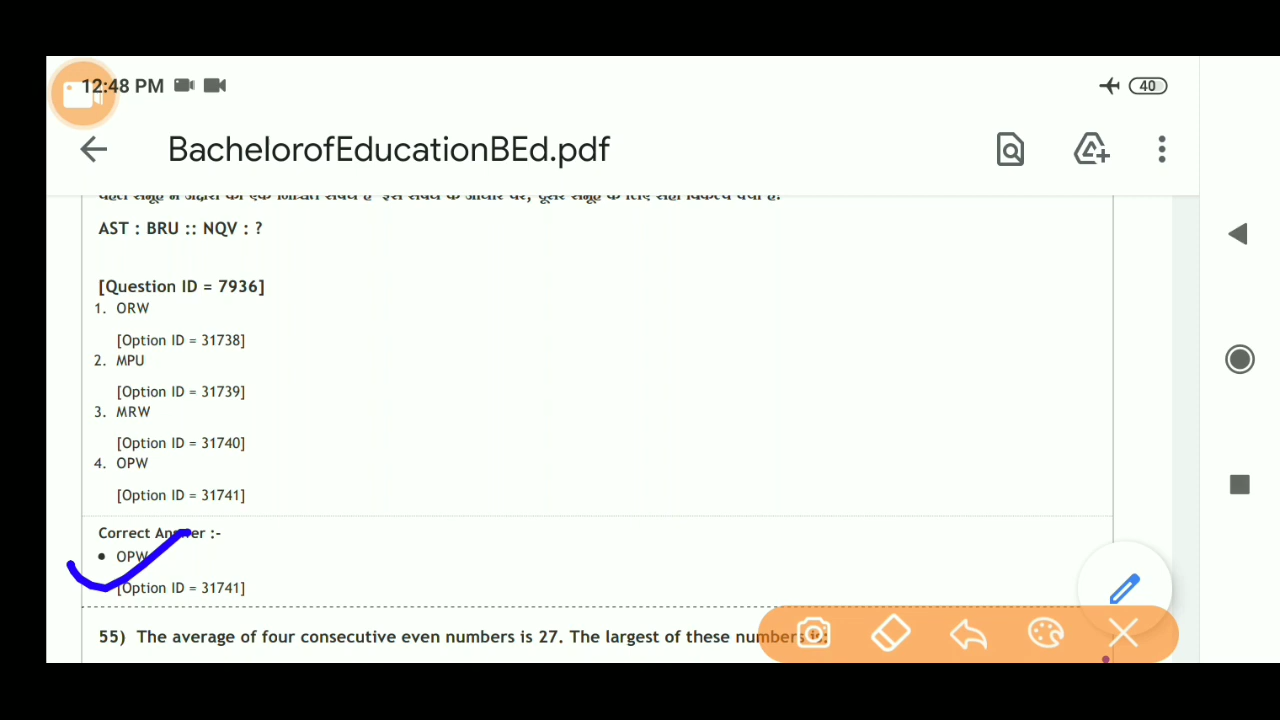 12:48 PM
40
BachelorofEducationBEd.pdf
AST : BRU :: NQV : ?
[Question ID = 7936]
1. ORW
[Option ID = 31738]
2. MPU
[Option ID = 31739]
3. MRW
[Option ID = 31740]
4. OPW
[Option ID = 31741]
Correct Answer :-
• OPW
[Option ID = 31741]
55) The average of four consecutive even numbers is 27. The largest of these numbers is: